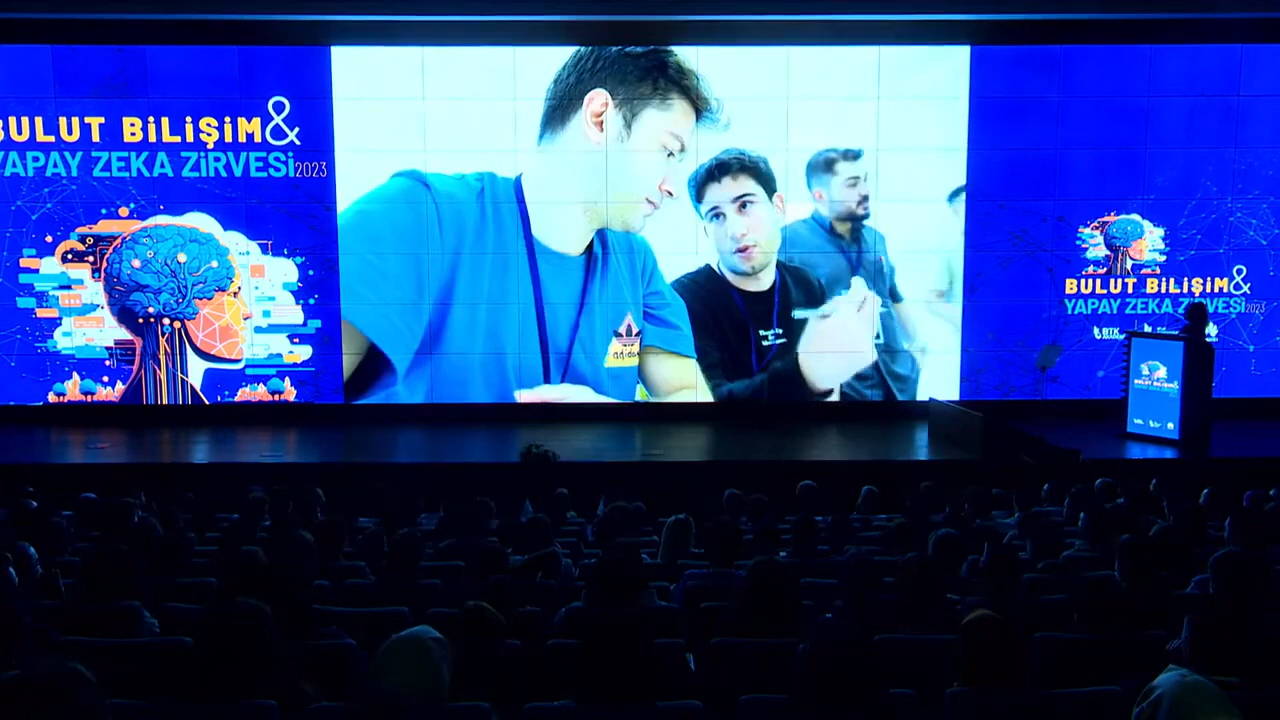 BULUT BİLİŞİM &
YAPAY ZEKA ZİRVESİ 2023
adidas
BULUT BİLİŞİM &
YAPAY ZEKA ZİRVESİ 2023
BTK